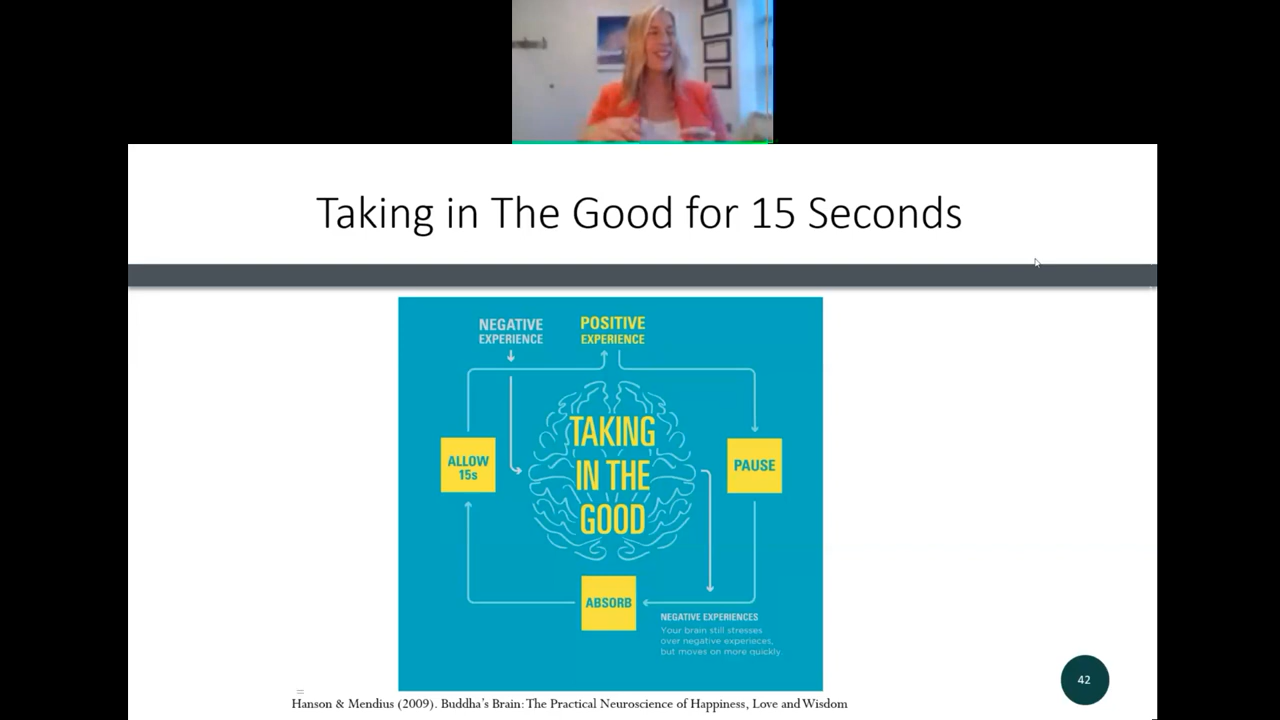 Taking in The Good for 15 Seconds
NEGATIVE
EXPERIENCE
POSITIVE
EXPERIENCE
TAKING
IN THE
GOOD
ALLOW
15s
PAUSE
ABSORB
NEGATIVE EXPERIENCES
Your brain still stresses
over negative experieces,
but moves on more quickly
42
Hanson & Mendius (2009). Buddha's Brain: The Practical Neuroscience of Happiness, Love and Wisdom